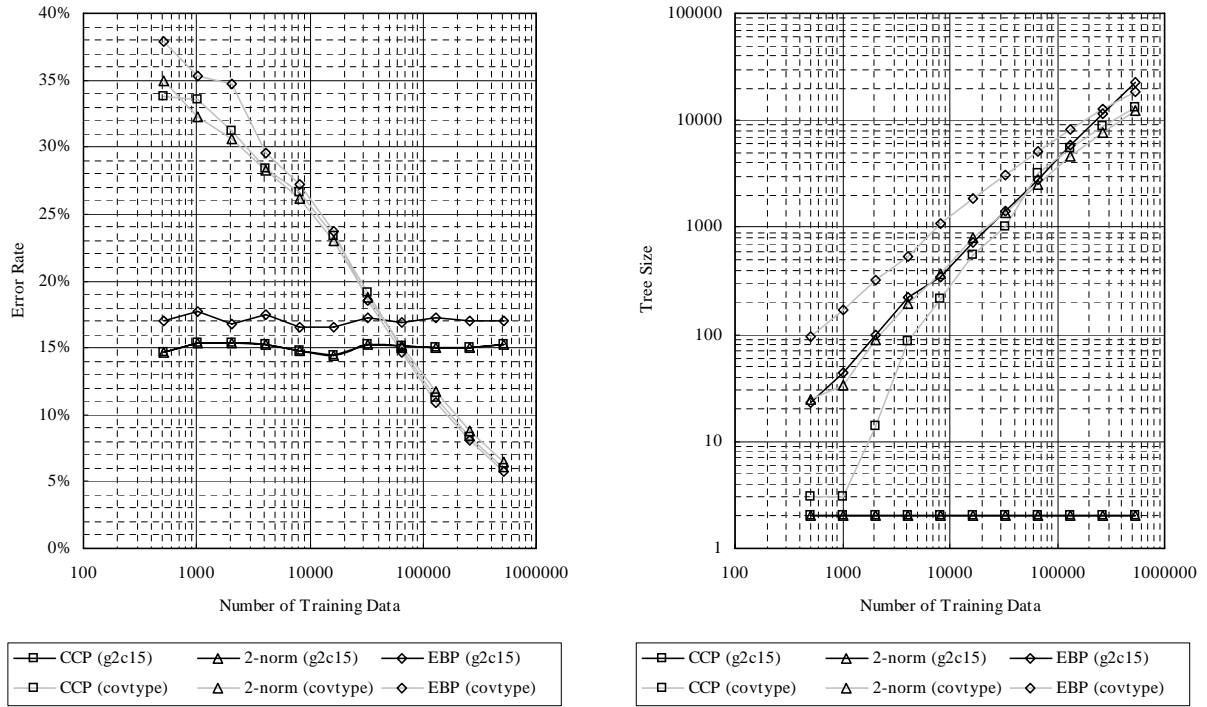 40%
35%
30%
25%
20%
15%
10%
5%
0%
Error Rate
100 1000 10000 100000 1000000
Number of Training Data
CCP (g2c15) 2-norm (g2c15) EBP (g2c15)
CCP (covtype) 2-norm (covtype) EBP (covtype)
100000
10000
1000
100
10
1
Tree Size
100 1000 10000 100000 1000000
Number of Training Data
CCP (g2c15) 2-norm (g2c15) EBP (g2c15)
CCP (covtype) 2-norm (covtype) EBP (covtype)